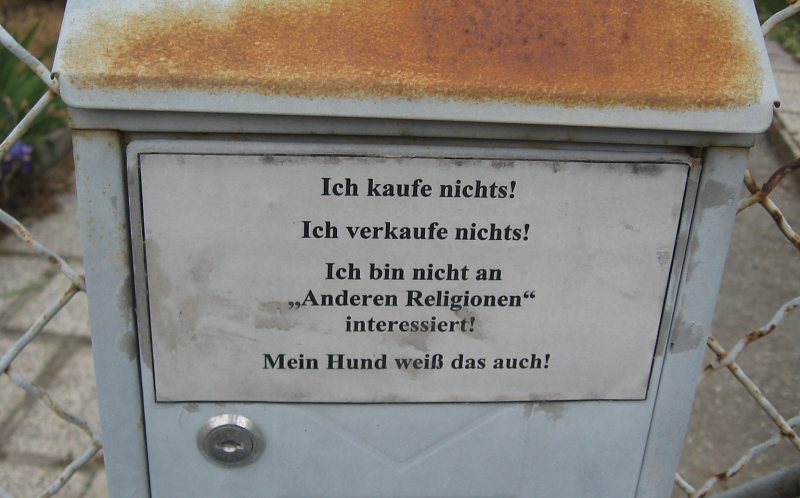 Ich kaufe nichts!
Ich verkaufe nichts!
Ich bin nicht an
„Anderen Religionen“
interessiert!
Mein Hund weiß das auch!